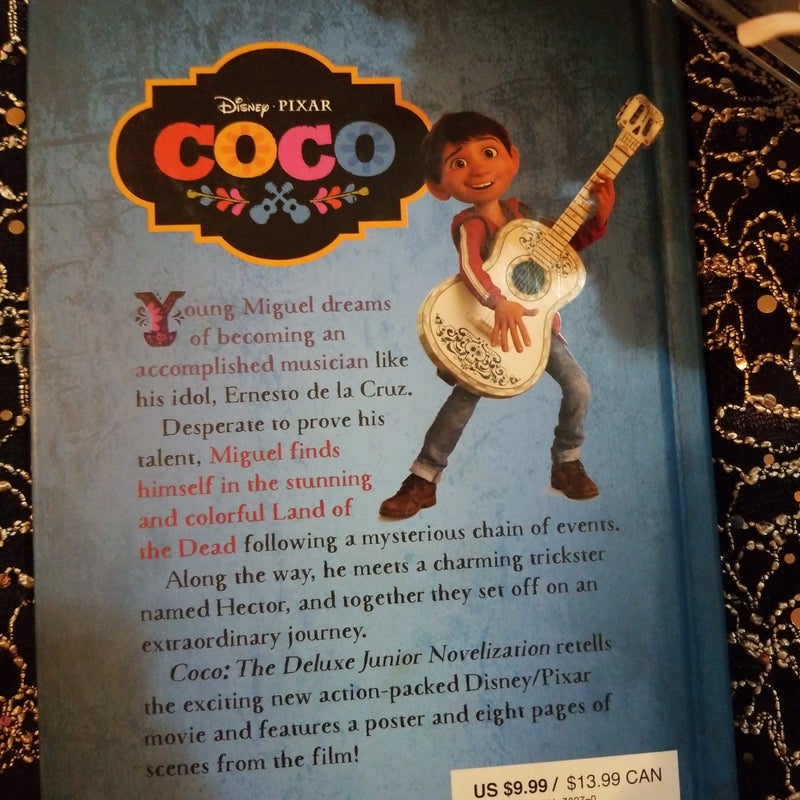 Disney · PIXAR
COCO
Young Miguel dreams
of becoming an
accomplished musician like
his idol, Ernesto de la Cruz.
Desperate to prove his
talent, Miguel finds
himself in the stunning
and colorful Land of
the Dead following a mysterious chain of events.
Along the way, he meets a charming trickster
named Hector, and together they set off on an
extraordinary journey.
Coco: The Deluxe Junior Novelization retells
the exciting new action-packed Disney/Pixar
movie and features a poster and eight pages of
scenes from the film!
US $9.99 / $13.99 CAN